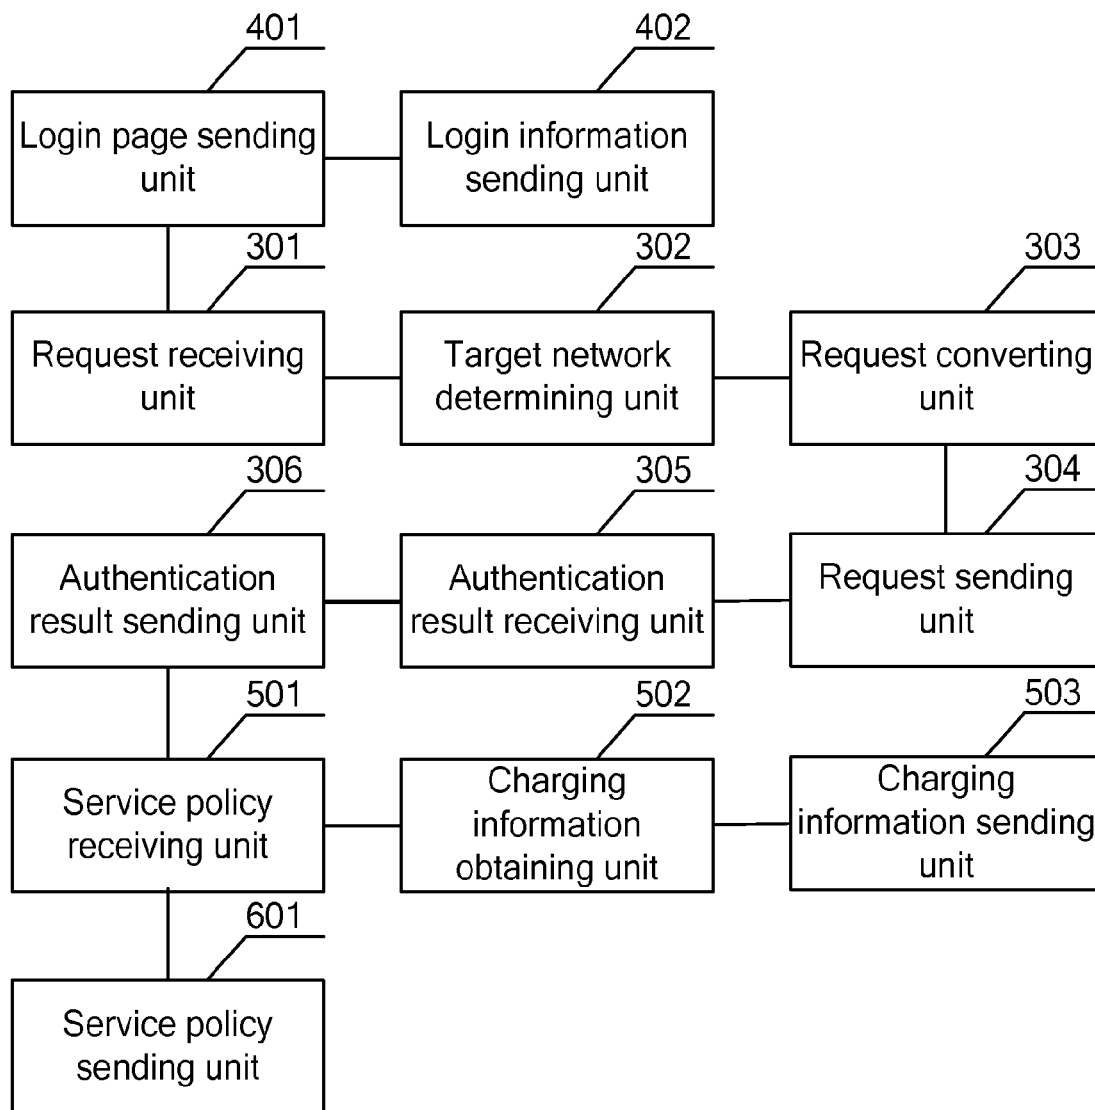 401
402
Login page sending
unit
Login information
sending unit
301
302
303
Request receiving
unit
Target network
determining unit
Request converting
unit
306
305
304
Authentication
result sending unit
Authentication
result receiving unit
Request sending
unit
501
502
503
Service policy
receiving unit
Charging
information
obtaining unit
Charging
information sending
unit
601
Service policy
sending unit